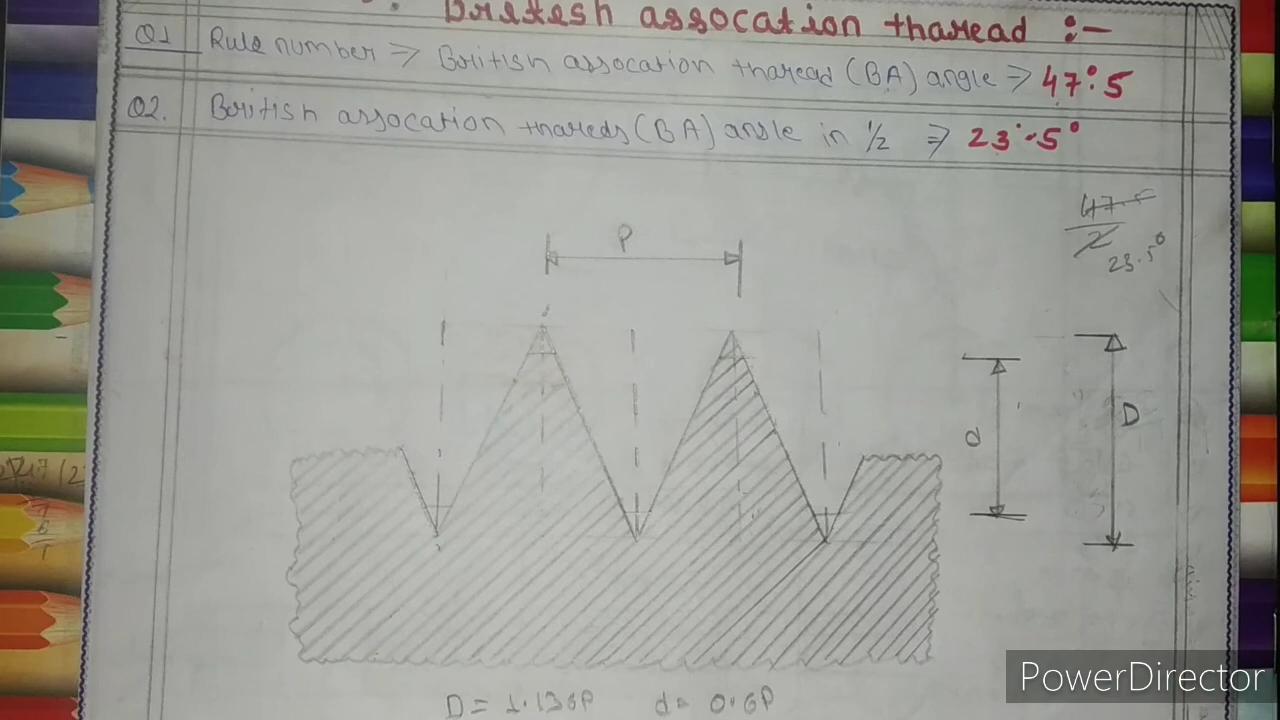 British assocation tharead :-
Q1 Rule number ⇒ British assocation tharead (BA) angle ⇒ 47°.5
Q2. British assocation thareds (BA) angle in 1/2 ⇒ 23.5°
47.5
2
23.5°
P
d
D
D = 1.136P d = 0.6P
PowerDirector